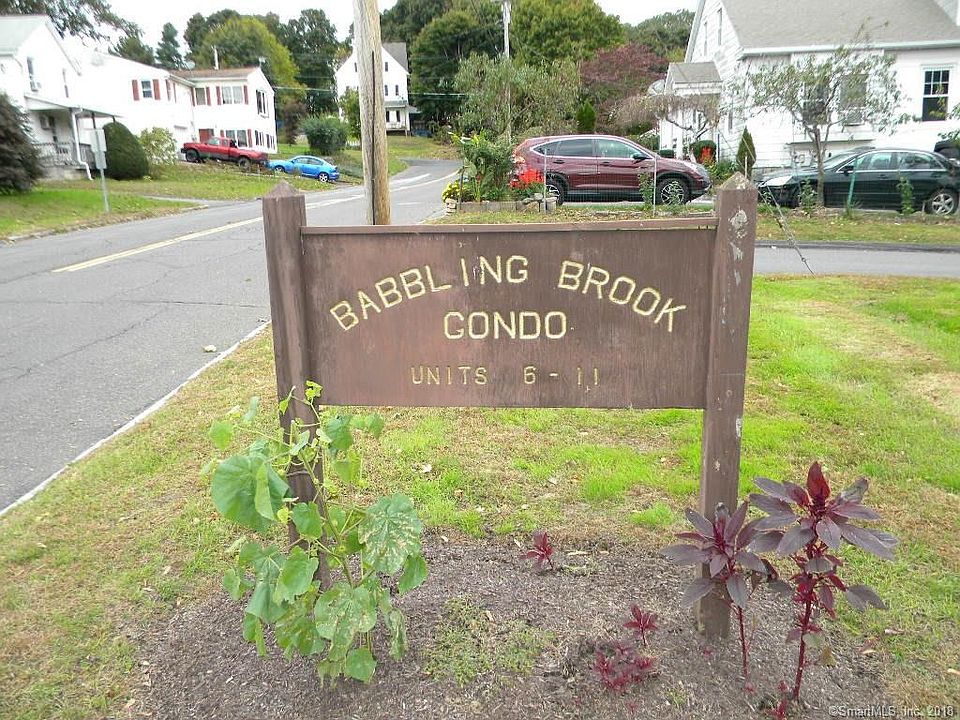 BABBLING BROOK
CONDO
UNITS 6 - 11
©SmartMLS, Inc. 2018